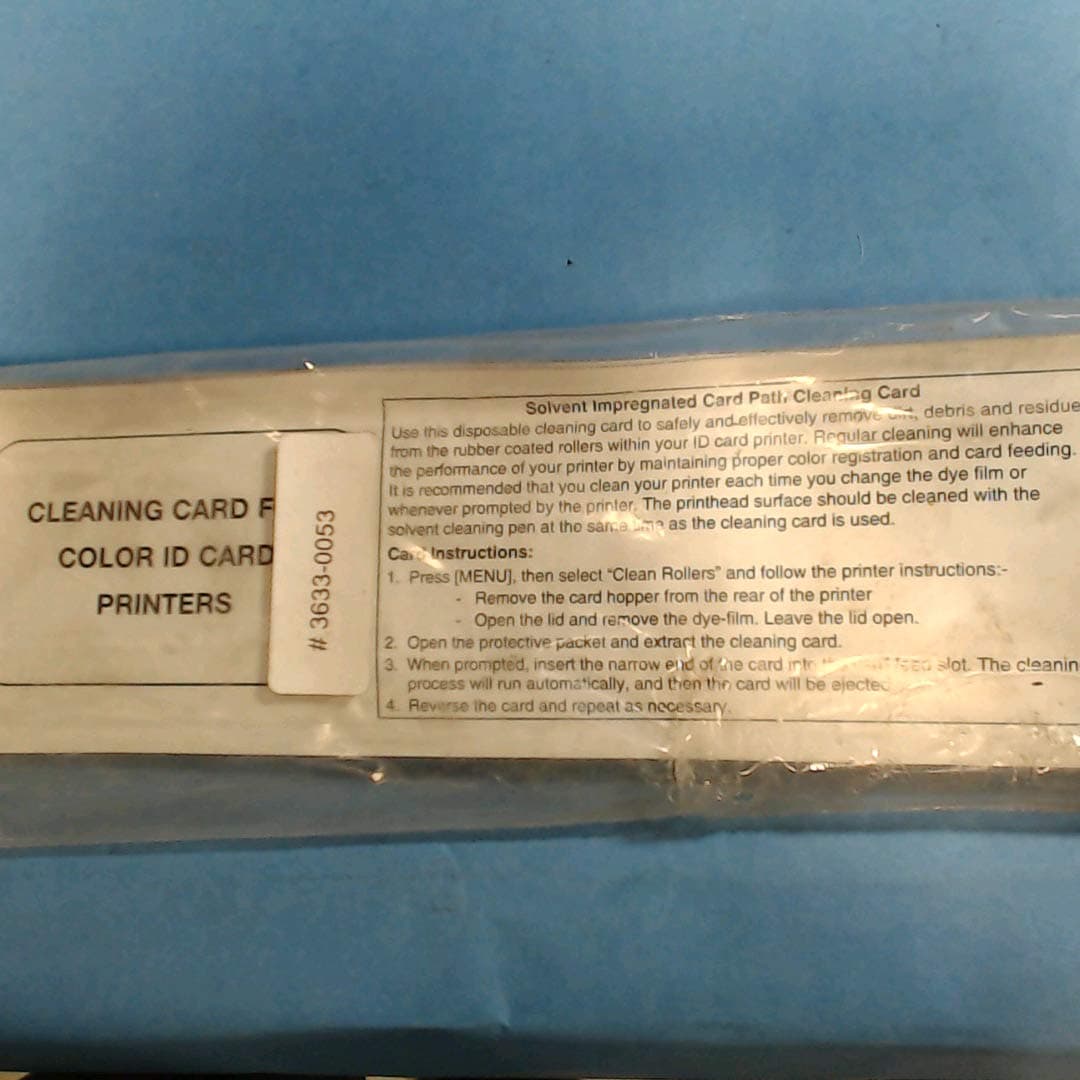 CLEANING CARD F
COLOR ID CARD
PRINTERS
# 3633-0053
Solvent Impregnated Card Path Cleaning Card
Use this disposable cleaning card to safely and effectively remove dirt, debris and residue
from the rubber coated rollers within your ID card printer. Regular cleaning will enhance
the performance of your printer by maintaining proper color registration and card feeding.
It is recommended that you clean your printer each time you change the dye film or
whenever prompted by the printer. The printhead surface should be cleaned with the
solvent cleaning pen at the same time as the cleaning card is used.
Card Instructions:
1. Press [MENU], then select "Clean Rollers" and follow the printer instructions:-
- Remove the card hopper from the rear of the printer
- Open the lid and remove the dye-film. Leave the lid open.
2. Open the protective packet and extract the cleaning card.
3. When prompted, insert the narrow end of the card into feed slot. The cleanin
process will run automatically, and then the card will be ejected
4. Reverse the card and repeat as necessary.